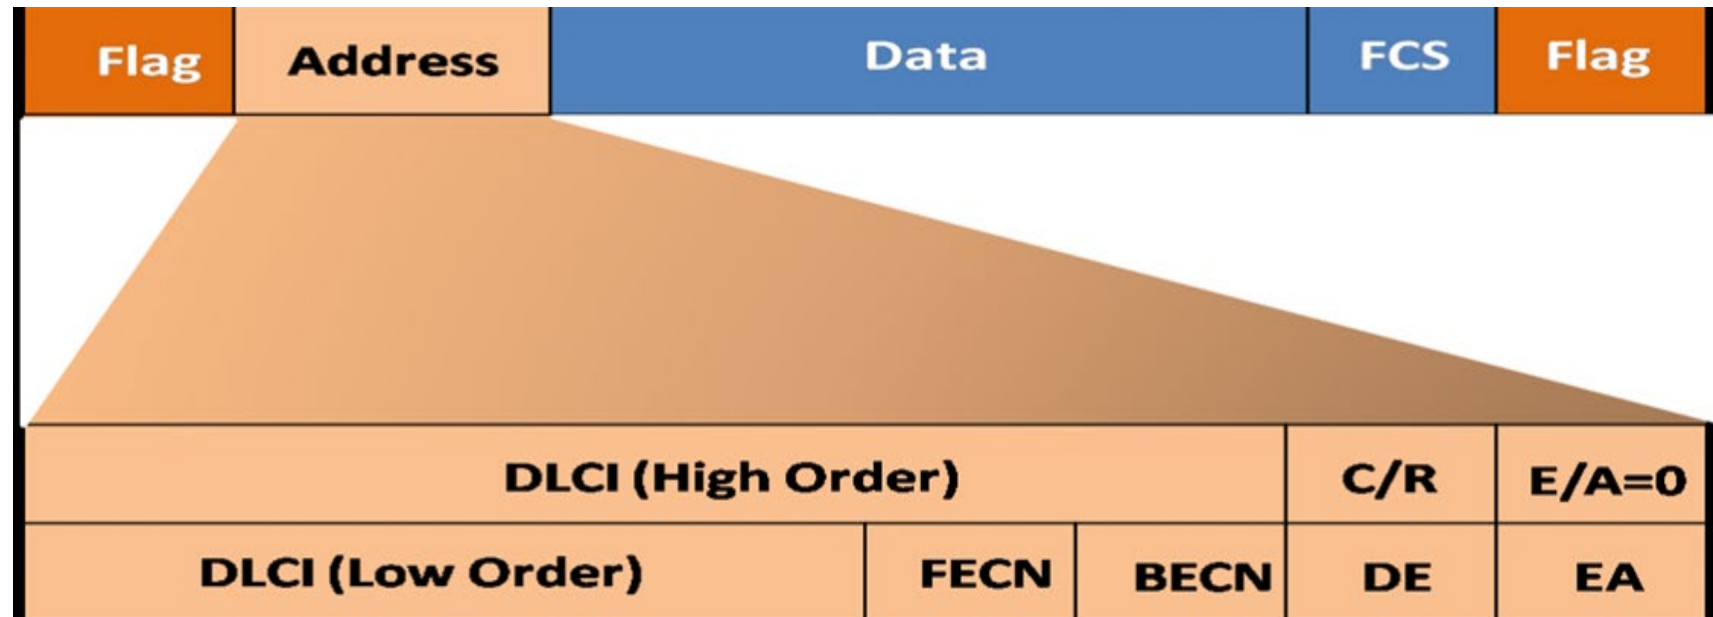 Flag Address Data FCS Flag
DLCI (High Order) C/R E/A=0
DLCI (Low Order) FECN BECN DE EA